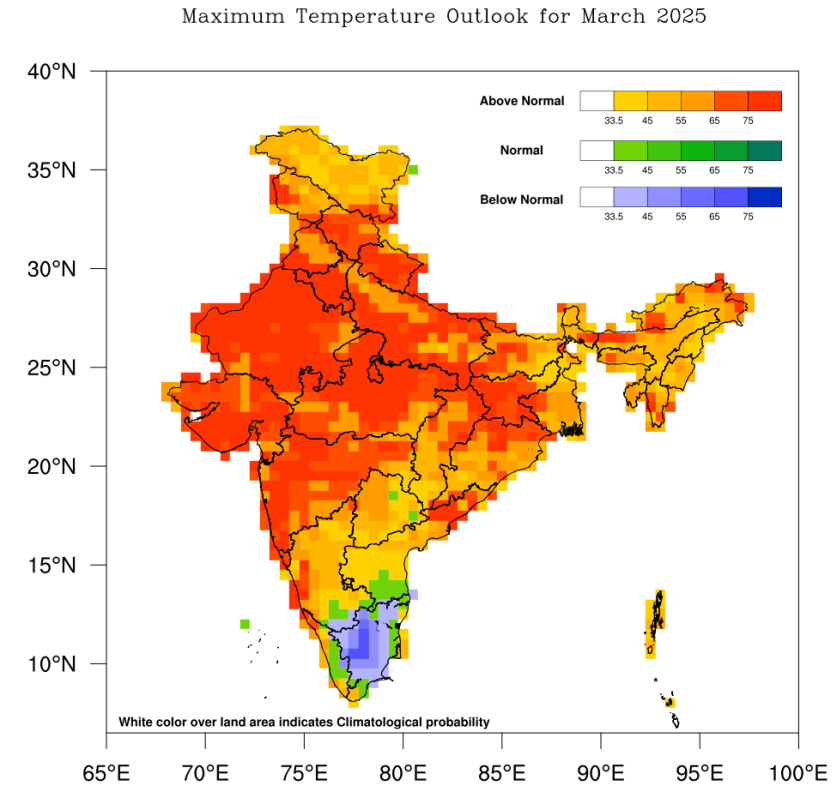 Maximum Temperature Outlook for March 2025
40°N
35°N
30°N
25°N
20°N
15°N
10°N
Above Normal
33.5 45 55 65 75
Normal
33.5 45 55 65 75
Below Normal
33.5 45 55 65 75
White color over land area indicates Climatological probability
65°E 70°E 75°E 80°E 85°E 90°E 95°E 100°E